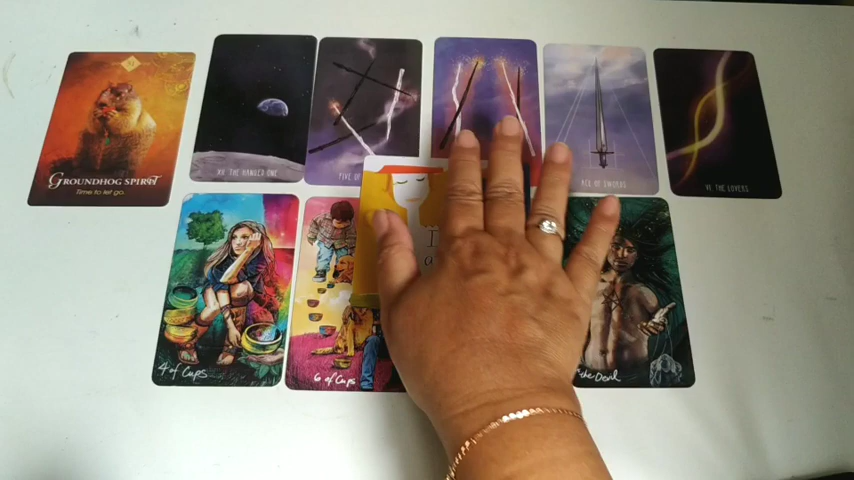 GROUNDHOG SPIRIT
Time to let go.
XII. THE HANGED ONE
FIVE OF
ACE OF SWORDS
VI. THE LOVERS
4 of Cups
6 of Cups
the Devil